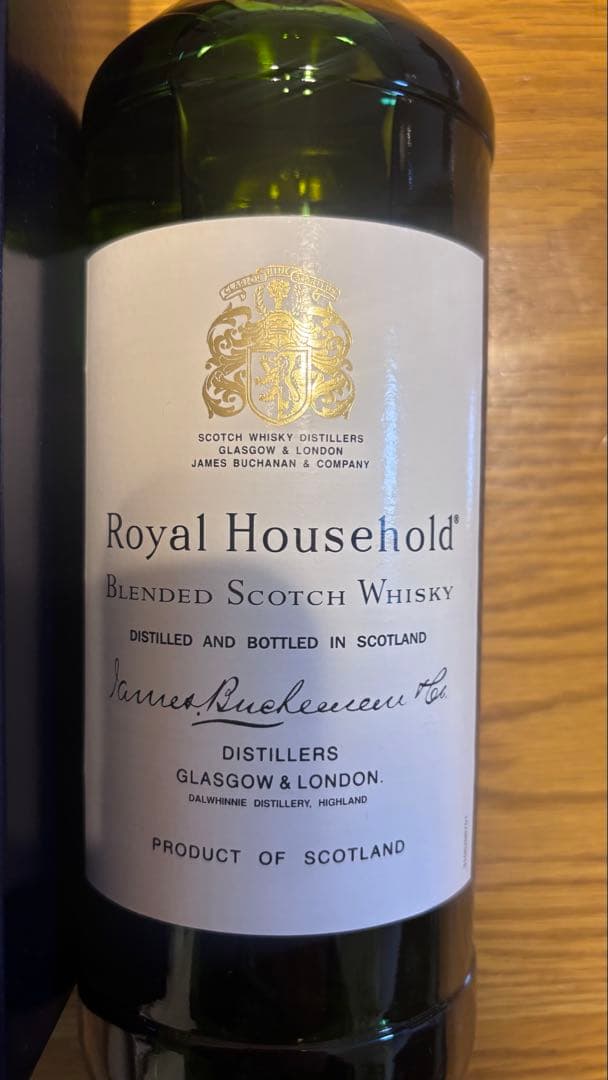 SCOTCH WHISKY DISTILLERS
GLASGOW & LONDON
JAMES BUCHANAN & COMPANY
Royal Household®
BLENDED SCOTCH WHISKY
DISTILLED AND BOTTLED IN SCOTLAND
James Buchanan & Co.
DISTILLERS
GLASGOW & LONDON.
DALWHINNIE DISTILLERY, HIGHLAND
PRODUCT OF SCOTLAND